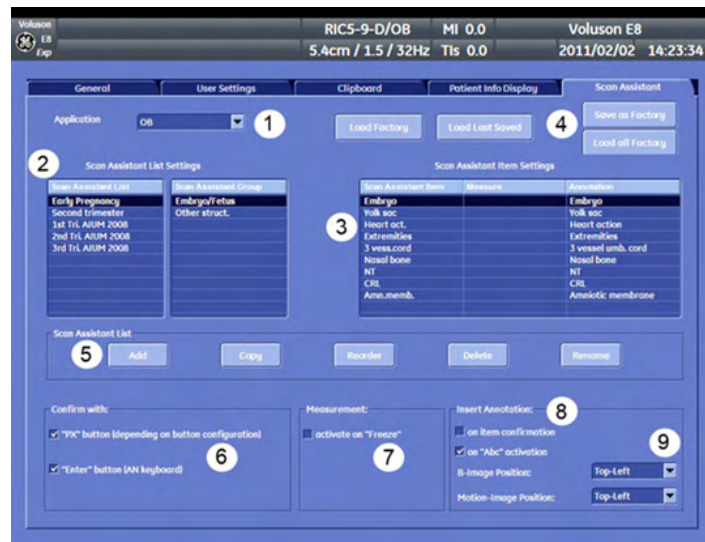 Voluson
E8
Exp
RIC5-9-D/OB MI 0.0 Voluson E8
5.4cm / 1.5 / 32Hz TIs 0.0 2011/02/02 14:23:34
General User Settings Clipboard Patient Info Display Scan Assistant
Application OB 1 Load Factory Load Last Saved 4 Save as Factory
Load all Factory
2 Scan Assistant List Settings Scan Assistant Item Settings
Scan Assistant List Scan Assistant Group Scan Assistant Item Measure Annotation
Early Pregnancy Embryo/Fetus Embryo Embryo
Second trimester Other struct. Yolk sac Yolk sac
1st Tri. AIUM 2008 3 Heart act. Heart action
2nd Tri. AIUM 2008 Extremities Extremities
3rd Tri. AIUM 2008 3 vess.cord 3 vessel umb. cord
Nasal bone Nasal bone
NT NT
CRL CRL
Amn.memb. Amniotic membrane
Scan Assistant List
5 Add Copy Reorder Delete Rename
Confirm with: Measurement: Insert Annotation: 8
"PX" button (depending on button configuration) activate on "Freeze" on item confirmation
6 7 on "Abc" activation 9
"Enter" button (AN keyboard) B-Image Position: Top-Left
Motion-Image Position: Top-Left